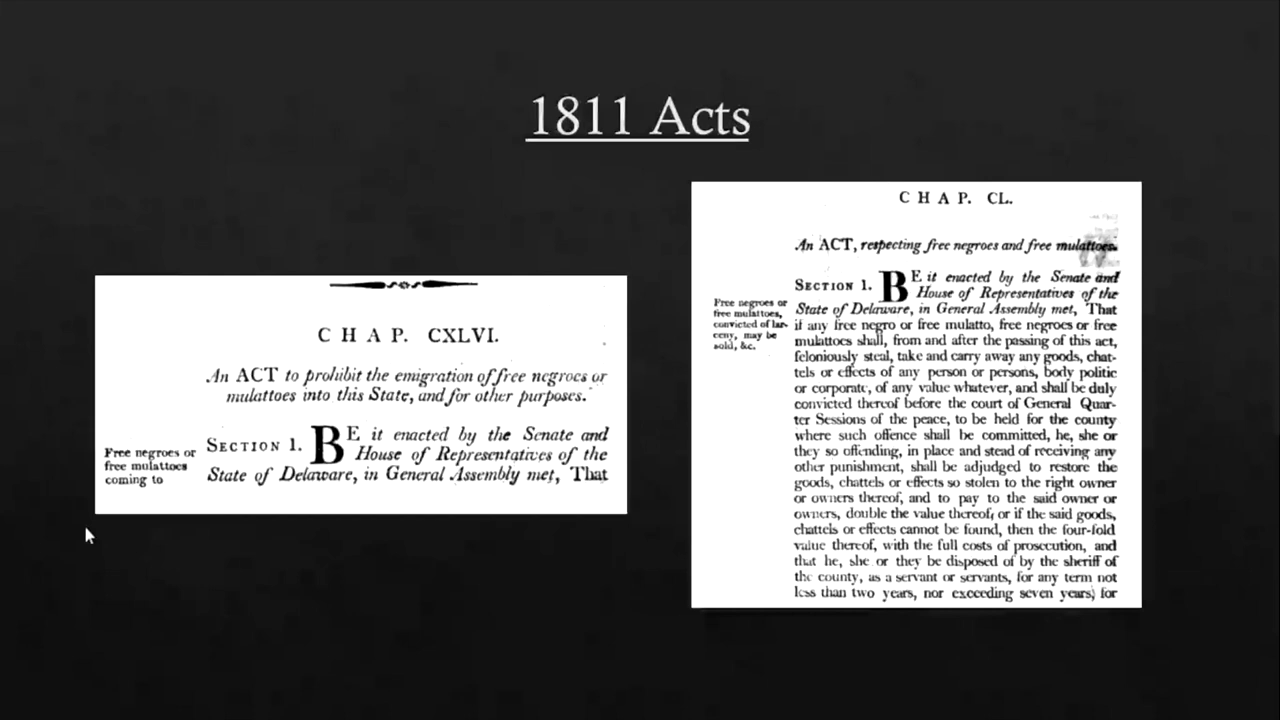 1811 Acts
CHAP. CXLVI.
An ACT to prohibit the emigration of free negroes or
mulattoes into this State, and for other purposes.
Free negroes or
free mulattoes
coming to
SECTION 1. BE it enacted by the Senate and
House of Representatives of the
State of Delaware, in General Assembly met, That
CHAP. CL.
An ACT, respecting free negroes and free mulattoes.
Free negroes or
free mulattoes,
convicted of lar-
ceny, may be
sold, &c.
SECTION 1. BE it enacted by the Senate and
House of Representatives of the
State of Delaware, in General Assembly met, That
if any free negro or free mulatto, free negroes or free
mulattoes shall, from and after the passing of this act,
feloniously steal, take and carry away any goods, chat-
tels or effects of any person or persons, body politic
or corporate, of any value whatever, and shall be duly
convicted thereof before the court of General Quar-
ter Sessions of the peace, to be held for the county
where such offence shall be committed, he, she or
they so offending, in place and stead of receiving any
other punishment, shall be adjudged to restore the
goods, chattels or effects so stolen to the right owner
or owners thereof, and to pay to the said owner or
owners, double the value thereof; or if the said goods,
chattels or effects cannot be found, then the four-fold
value thereof, with the full costs of prosecution, and
that he, she or they be disposed of by the sheriff of
the county, as a servant or servants, for any term not
less than two years, nor exceeding seven years; for